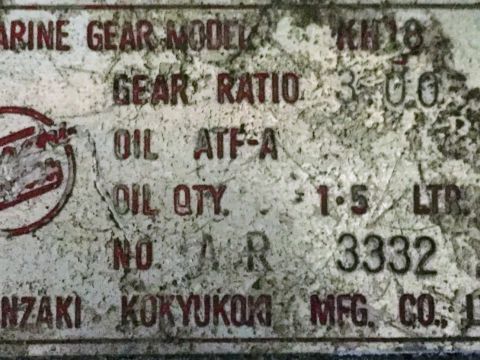 ARINE GEAR MODEL KH18
GEAR RATIO 3.00
OIL ATF-A
OIL QTY. 1.5 LTR
NO. AR 3332
NZAKI KOKYUKOKI MFG. CO., L